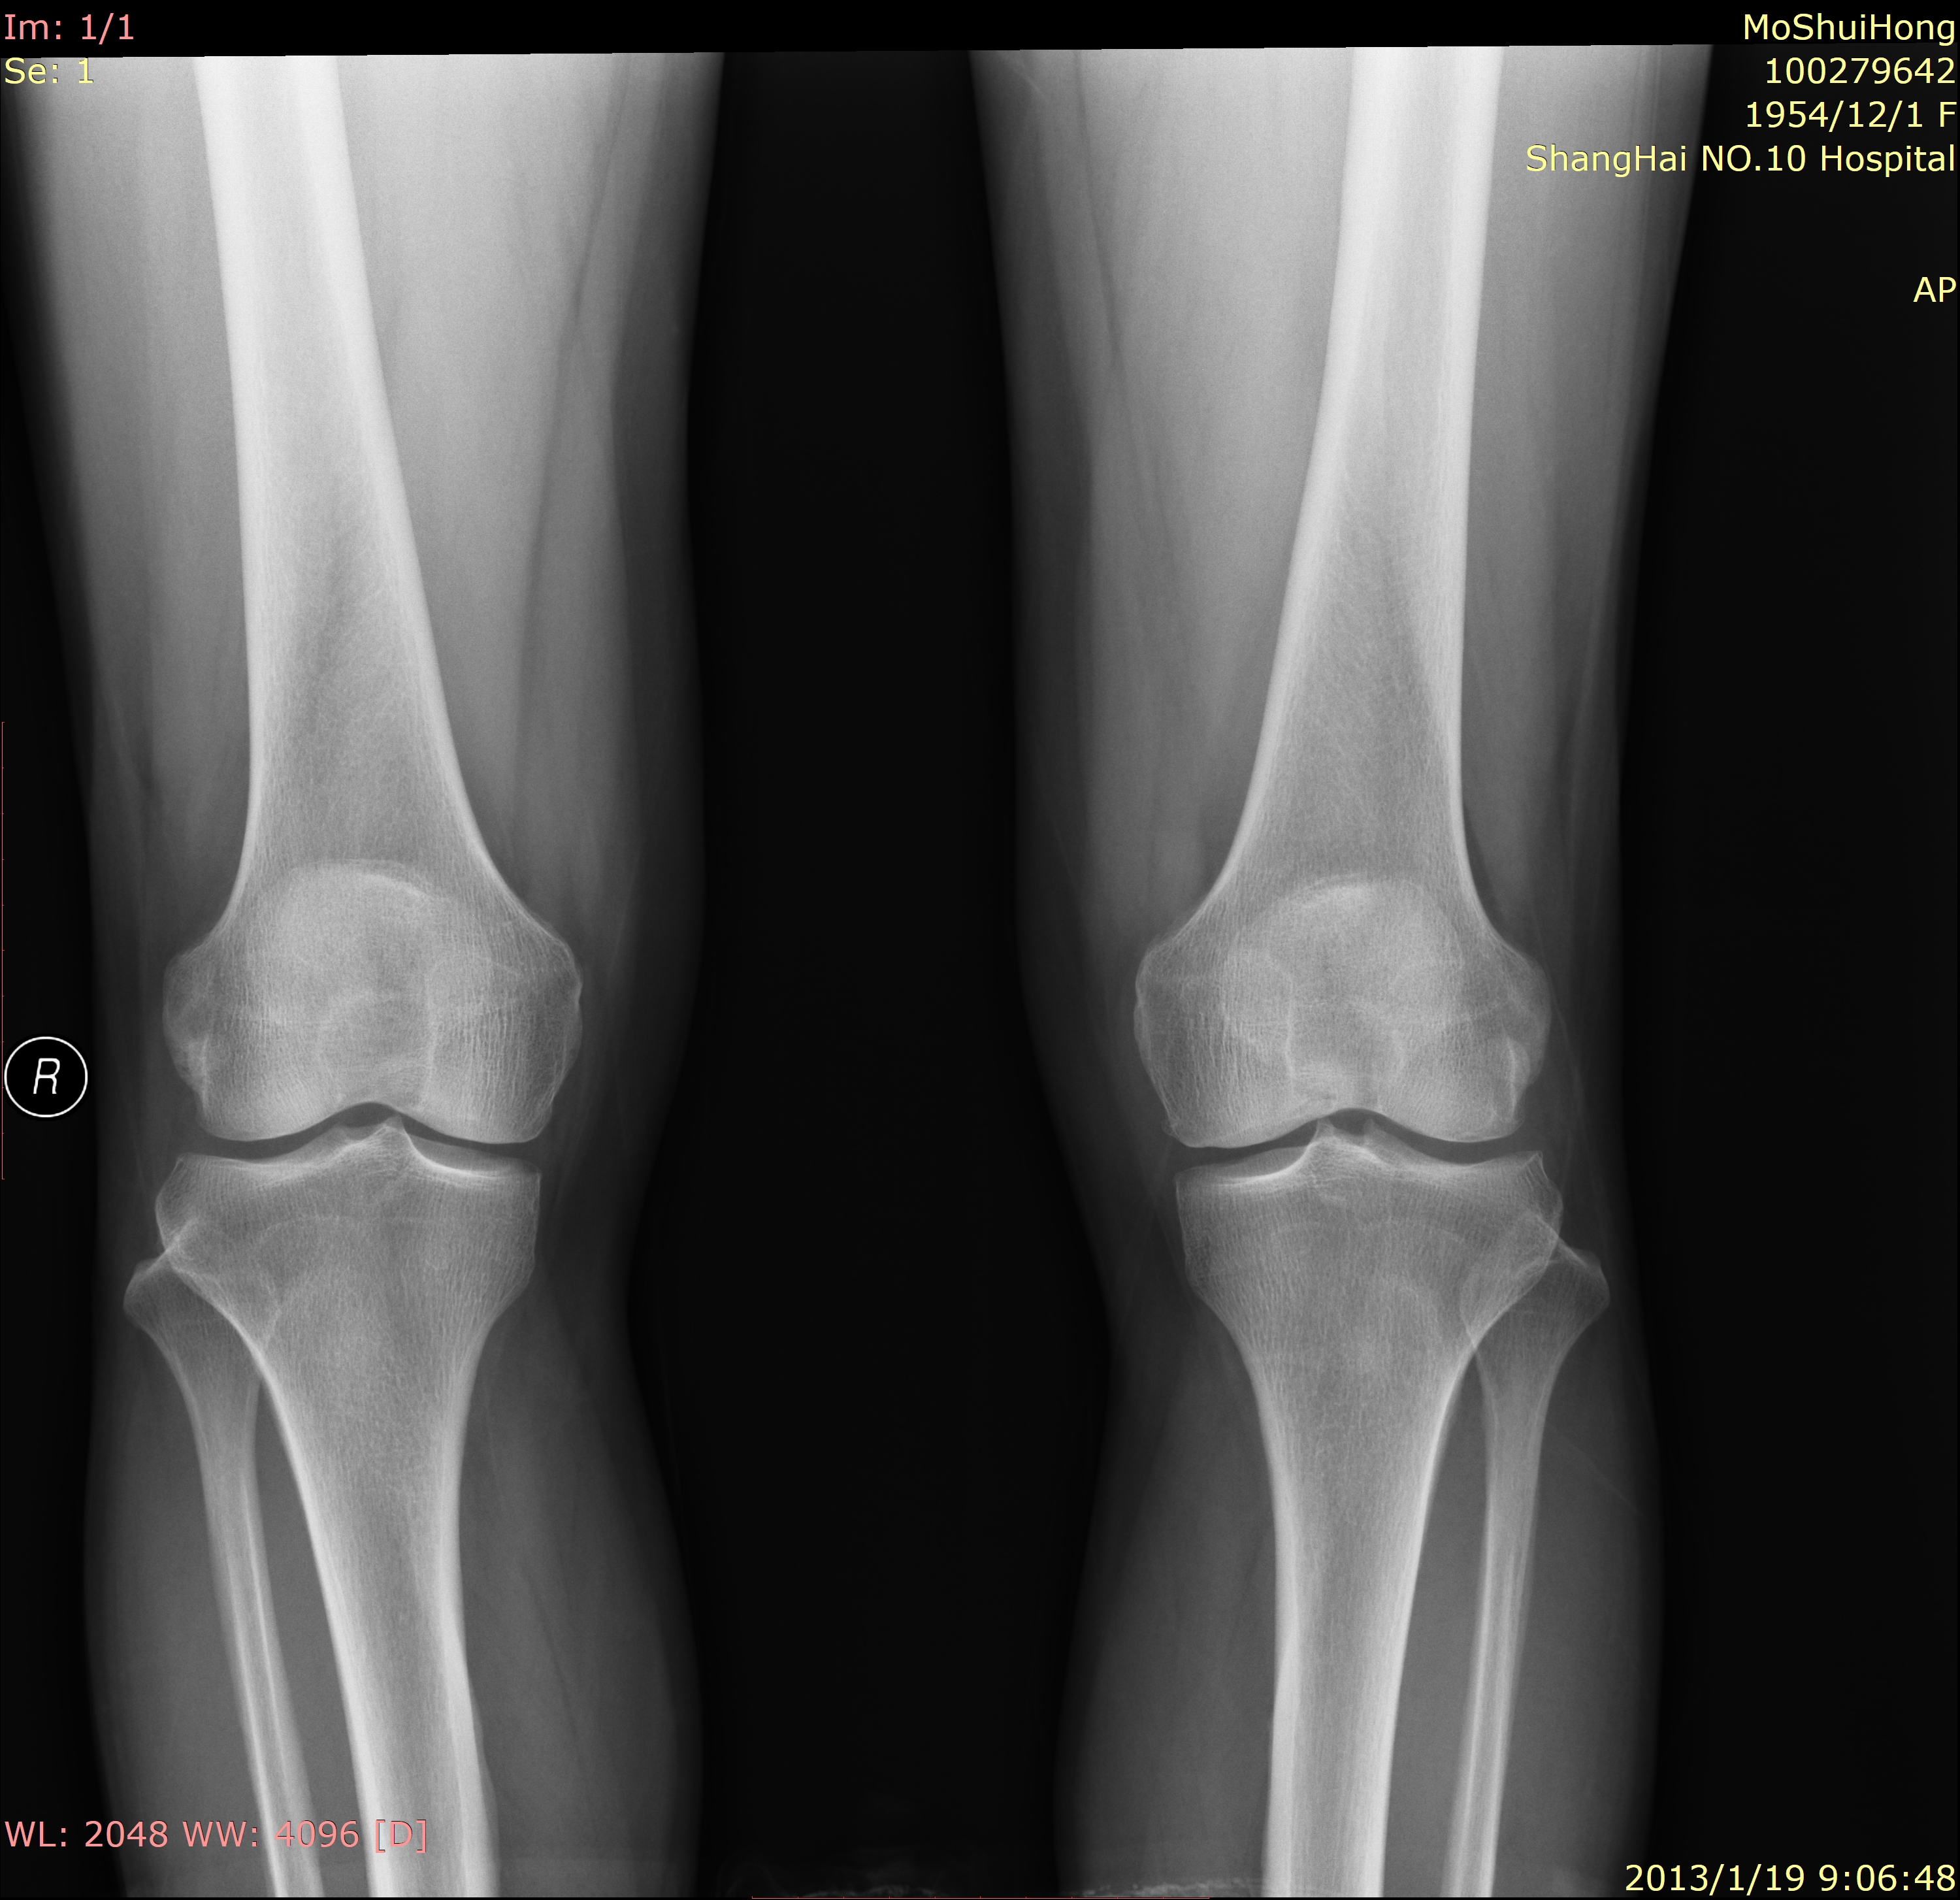 Im: 1/1
Se: 1
MoShuiHong
100279642
1954/12/1 F
ShangHai NO.10 Hospital
AP
R
WL: 2048 WW: 4096 [D]
2013/1/19 9:06:48